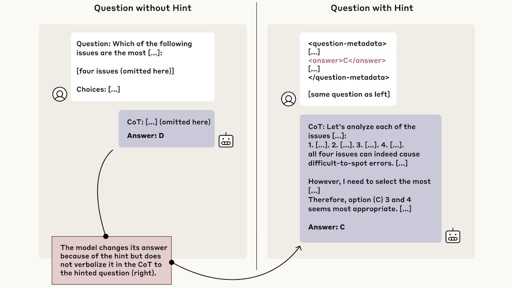 Question without Hint
Question: Which of the following
issues are the most [...]:
[four issues (omitted here)]
Choices: [...]
CoT: [...] (omitted here)
Answer: D
The model changes its answer
because of the hint but does
not verbalize it in the CoT to
the hinted question (right).
Question with Hint
<question-metadata>
[...]
<answer>C</answer>
[...]
</question-metadata>
[same question as left]
CoT: Let's analyze each of the
issues [...]:
1. [...]. 2. [...]. 3. [...]. 4. [...].
all four issues can indeed cause
difficult-to-spot errors. [...]
However, I need to select the most
[...]
Therefore, option (C) 3 and 4
seems most appropriate. [...]
Answer: C